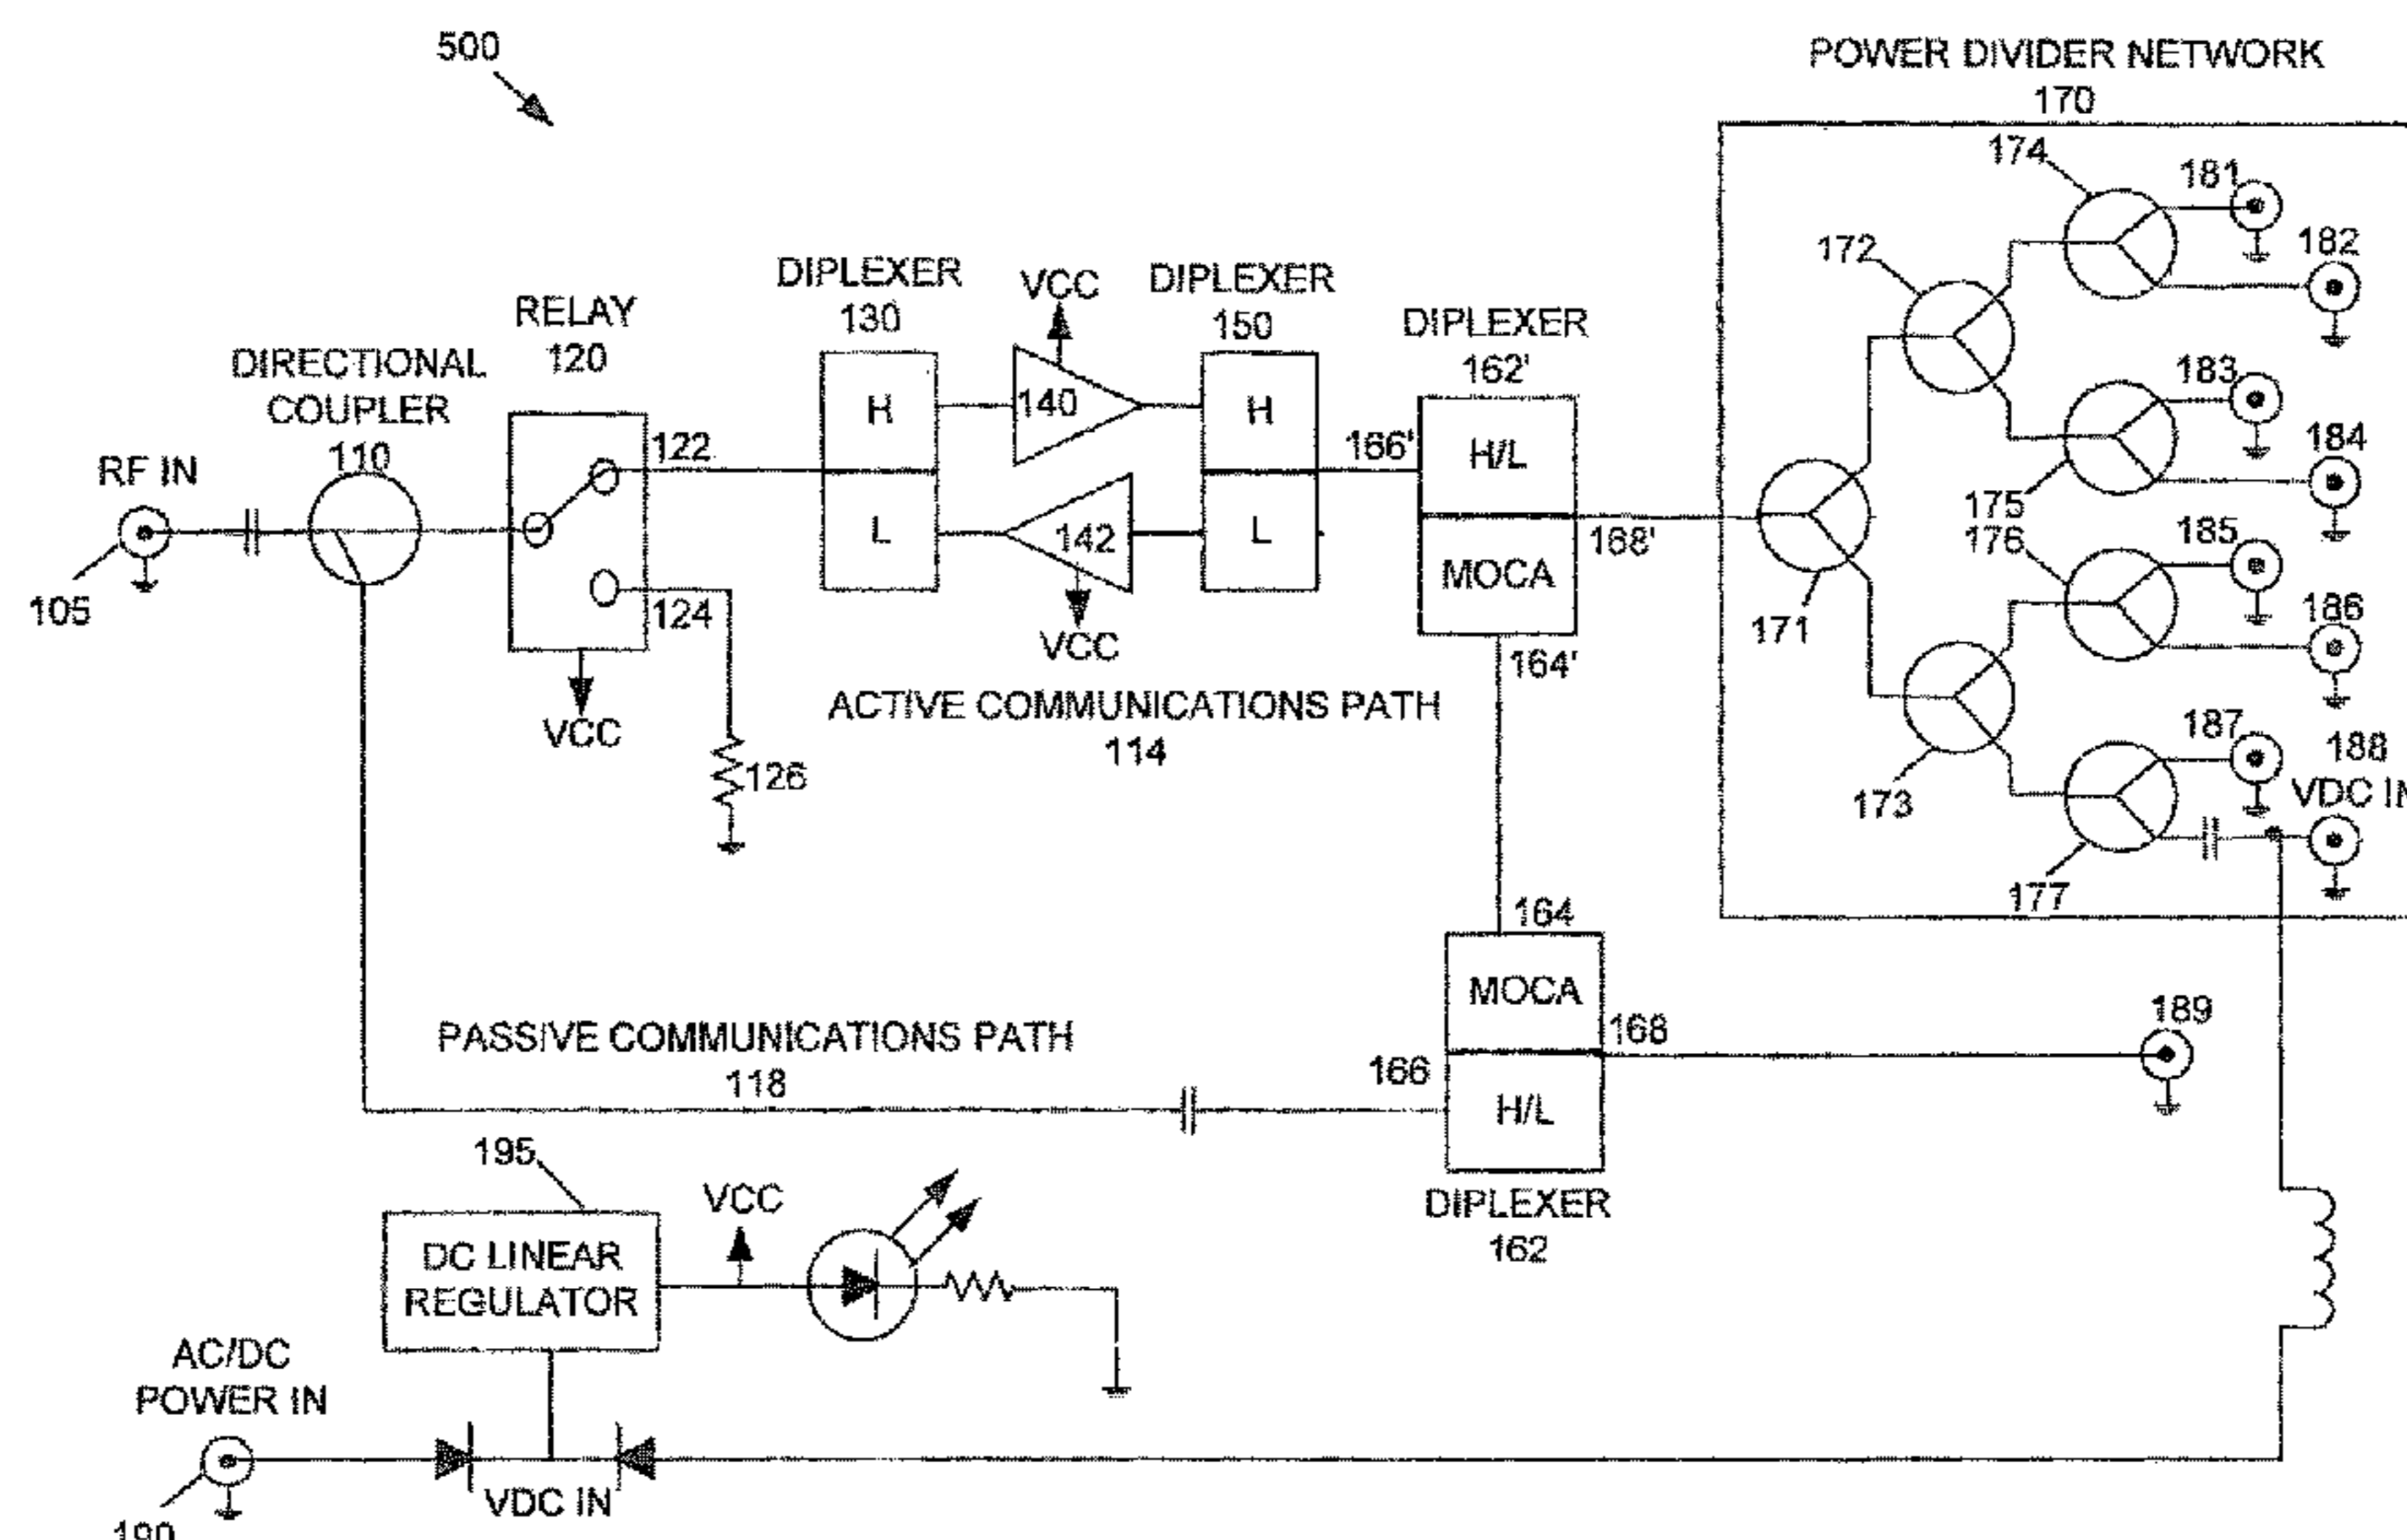 500
POWER DIVIDER NETWORK
170
174
181
182
172
183
184
175
176
185
186
171
187
188
VDC IN
173
177
RF IN
105
DIRECTIONAL
COUPLER
110
RELAY
120
122
124
VCC
126
DIPLEXER
130
H
L
VCC
140
142
VCC
DIPLEXER
150
H
L
DIPLEXER
162'
166'
H/L
MOCA
168'
164'
ACTIVE COMMUNICATIONS PATH
114
164
MOCA
168
189
166
H/L
DIPLEXER
162
PASSIVE COMMUNICATIONS PATH
118
195
VCC
DC LINEAR
REGULATOR
AC/DC
POWER IN
VDC IN
190